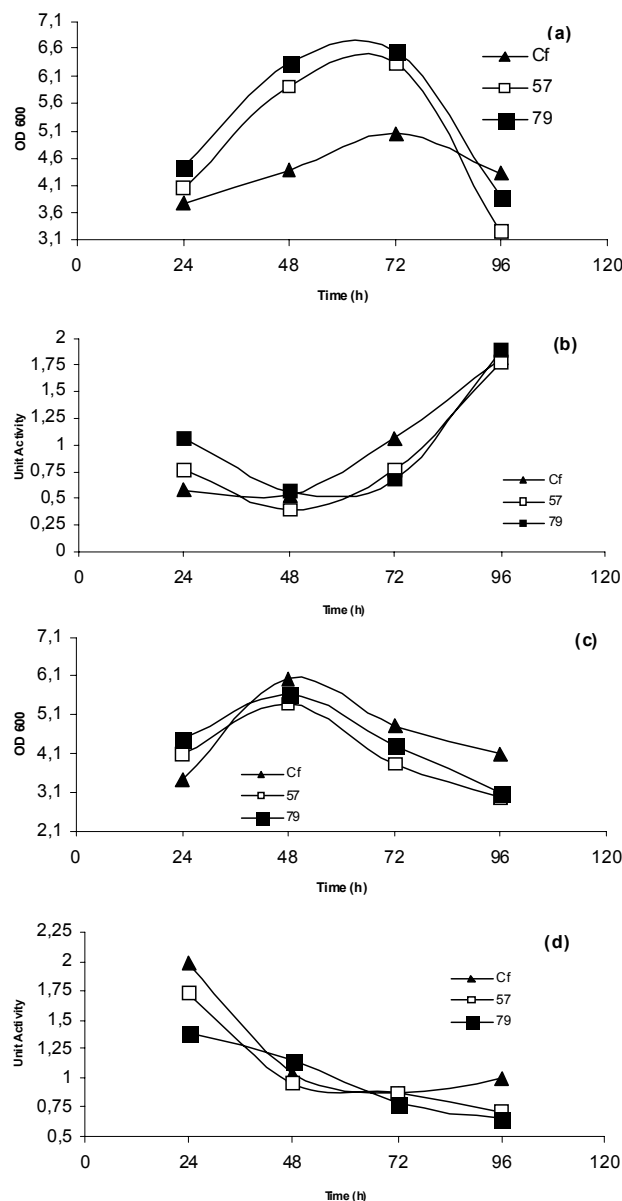 (a)
7,1
6,6
6,1
5,6
5,1
4,6
4,1
3,6
3,1
OD 600
Cf
57
79
0 24 48 72 96 120
Time (h)
(b)
2
1,75
1,5
1,25
1
0,75
0,5
0,25
0
Unit Activity
Cf
57
79
0 24 48 72 96 120
Time (h)
(c)
7,1
6,1
5,1
4,1
3,1
2,1
OD 600
Cf
57
79
0 24 48 72 96 120
Time (h)
(d)
2,25
2
1,75
1,5
1,25
1
0,75
0,5
Unit Activity
Cf
57
79
0 24 48 72 96 120
Time (h)